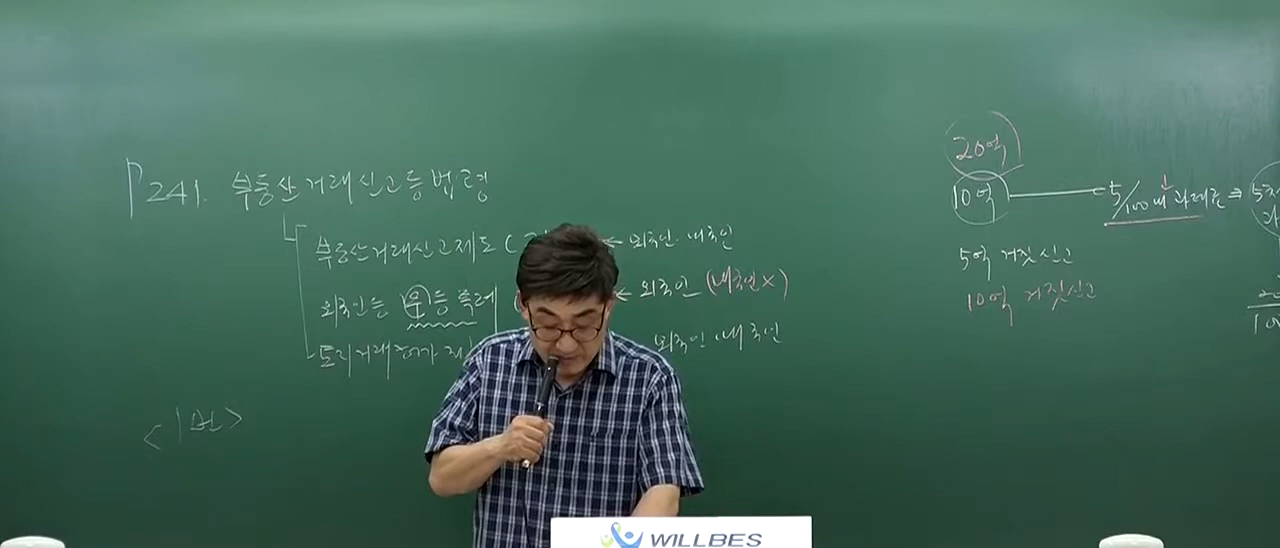 P241. 부동산거래신고등법령
부동산거래신고제도 ( ← 외국인·내국인
외국인등 특례 ← 외국인 (내국인×)
토지거래허가 외국인·내국인
<1번>
20억
10억 5/100 과태료 ⇒
5억 거짓신고
10억 거짓신고
WILLBES